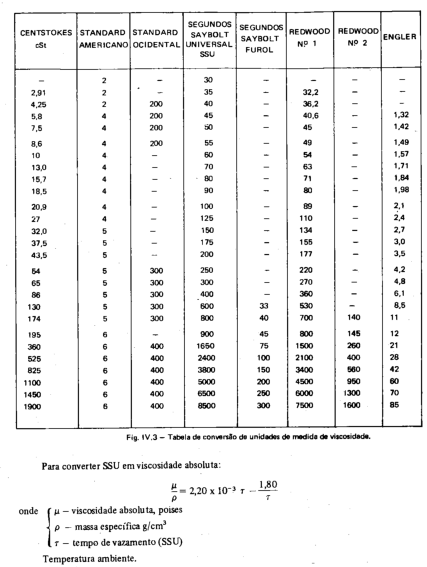 CENTSTOKES cSt | STANDARD AMERICANO | STANDARD OCIDENTAL | SEGUNDOS SAYBOLT UNIVERSAL SSU | SEGUNDOS SAYBOLT FUROL | REDWOOD Nº 1 | REDWOOD Nº 2 | ENGLER
– | 2 | – | 30 | – | – | – | –
2,91 | 2 | – | 35 | – | 32,2 | – | –
4,25 | 2 | 200 | 40 | – | 36,2 | – | –
5,8 | 4 | 200 | 45 | – | 40,6 | – | 1,32
7,5 | 4 | 200 | 50 | – | 45 | – | 1,42
8,6 | 4 | 200 | 55 | – | 49 | – | 1,49
10 | 4 | – | 60 | – | 54 | – | 1,57
13,0 | 4 | – | 70 | – | 63 | – | 1,71
15,7 | 4 | – | 80 | – | 71 | – | 1,84
18,5 | 4 | – | 90 | – | 80 | – | 1,98
20,9 | 4 | – | 100 | – | 89 | – | 2,1
27 | 4 | – | 125 | – | 110 | – | 2,4
32,0 | 5 | – | 150 | – | 134 | – | 2,7
37,5 | 5 | – | 175 | – | 155 | – | 3,0
43,5 | 5 | – | 200 | – | 177 | – | 3,5
54 | 5 | 300 | 250 | – | 220 | – | 4,2
65 | 5 | 300 | 300 | – | 270 | – | 4,8
86 | 5 | 300 | 400 | – | 360 | – | 6,1
130 | 5 | 300 | 600 | 33 | 530 | – | 8,5
174 | 5 | 300 | 800 | 40 | 700 | 140 | 11
195 | 6 | – | 900 | 45 | 800 | 145 | 12
360 | 6 | 400 | 1650 | 75 | 1500 | 260 | 21
525 | 6 | 400 | 2400 | 100 | 2100 | 400 | 28
825 | 6 | 400 | 3800 | 150 | 3400 | 560 | 42
1100 | 6 | 400 | 5000 | 200 | 4500 | 950 | 60
1450 | 6 | 400 | 6500 | 250 | 6000 | 1300 | 70
1900 | 6 | 400 | 8500 | 300 | 7500 | 1600 | 85
Fig. IV.3 – Tabela de conversão de unidades de medida de viscosidade.
Para converter SSU em viscosidade absoluta:
μ/ρ = 2,20 x 10⁻³ τ – 1,80/τ
onde { μ – viscosidade absoluta, poises
ρ – massa específica g/cm³
τ – tempo de vazamento (SSU)
Temperatura ambiente.